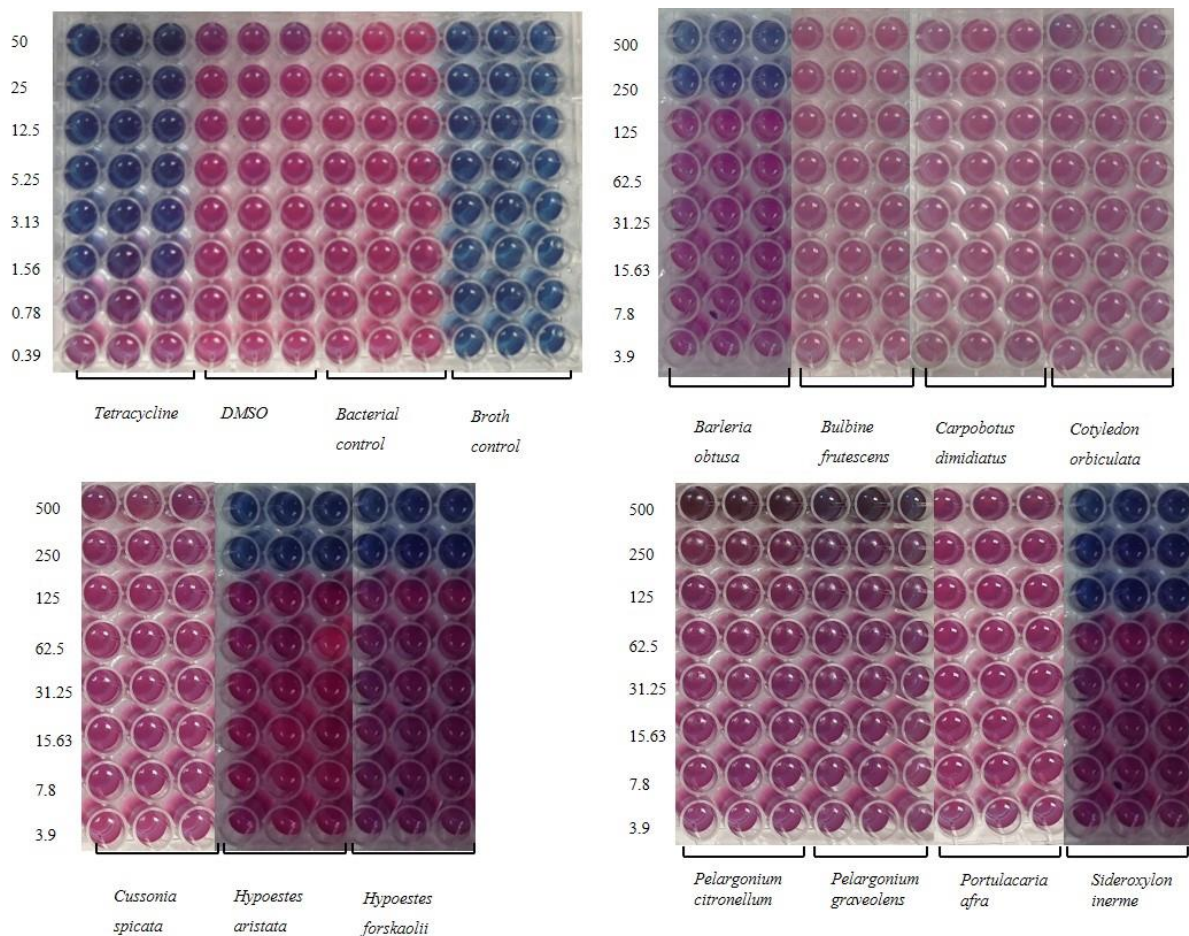 50
25
12.5
5.25
3.13
1.56
0.78
0.39
Tetracycline
DMSO
Bacterial
control
Broth
control
500
250
125
62.5
31.25
15.63
7.8
3.9
Barleria
obtusa
Bulbine
frutescens
Carpobotus
dimidiatus
Cotyledon
orbiculata
500
250
125
62.5
31.25
15.63
7.8
3.9
Cussonia
spicata
Hypoestes
aristata
Hypoestes
forskaolii
500
250
125
62.5
31.25
15.63
7.8
3.9
Pelargonium
citronellum
Pelargonium
graveolens
Portulacaria
afra
Sideroxylon
inerme